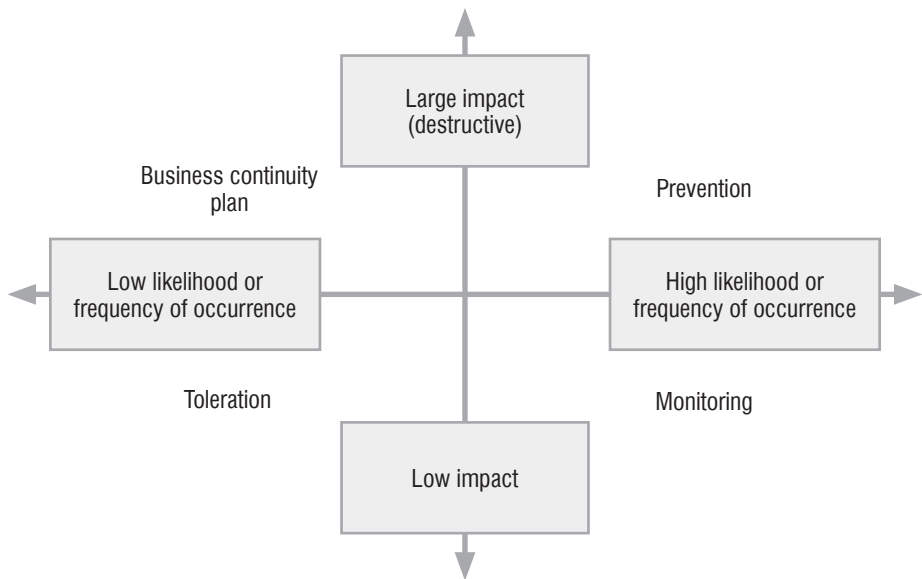 Large impact
(destructive)
Business continuity
plan
Prevention
Low likelihood or
frequency of occurrence
High likelihood or
frequency of occurrence
Toleration
Monitoring
Low impact